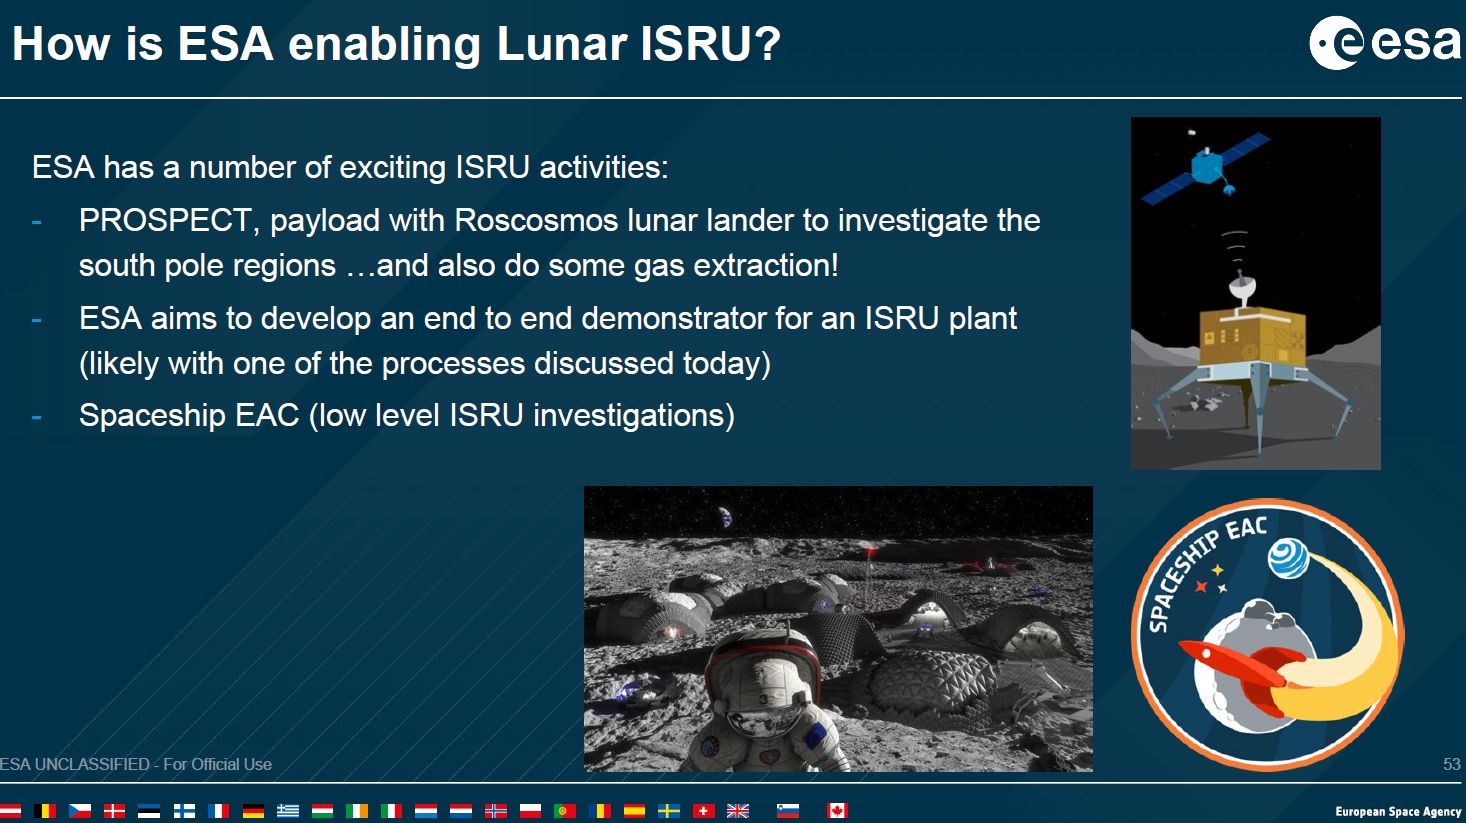 How is ESA enabling Lunar ISRU?
esa
ESA has a number of exciting ISRU activities:
- PROSPECT, payload with Roscosmos lunar lander to investigate the
south pole regions …and also do some gas extraction!
- ESA aims to develop an end to end demonstrator for an ISRU plant
(likely with one of the processes discussed today)
- Spaceship EAC (low level ISRU investigations)
3
SPACESHIP EAC
ESA UNCLASSIFIED - For Official Use
53
European Space Agency